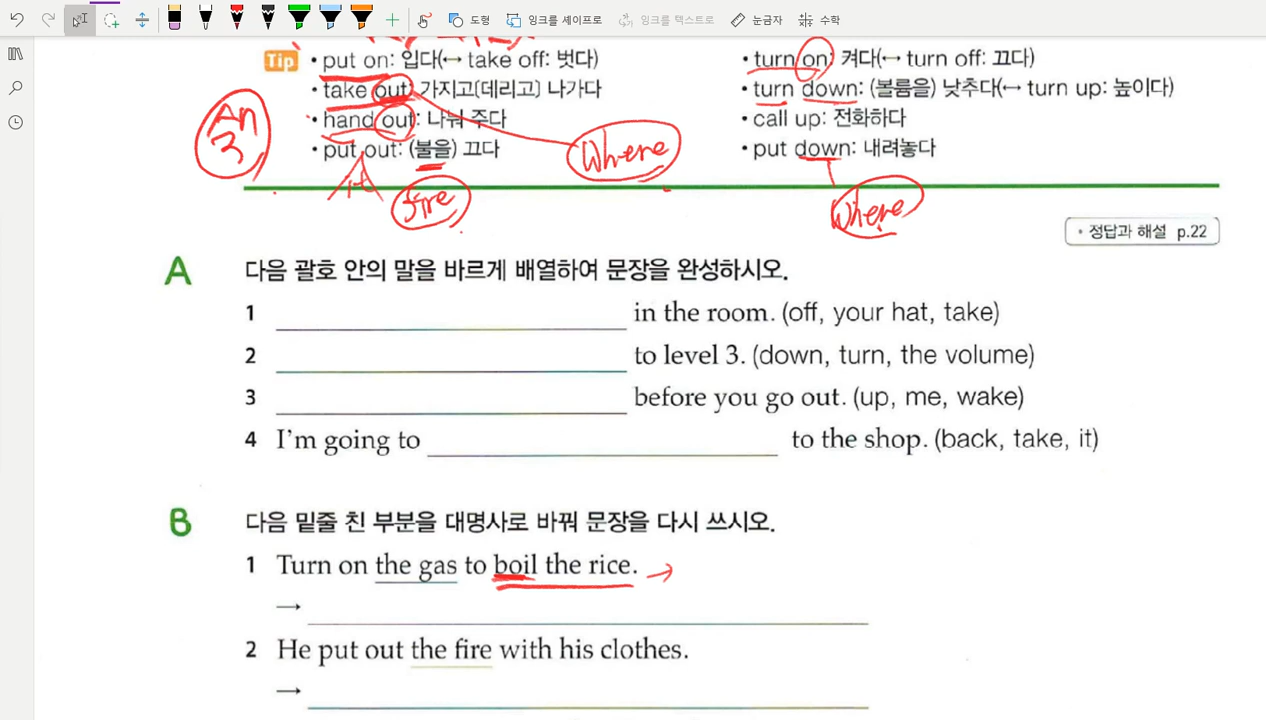 도형 잉크를 셰이프로 잉크를 텍스트로 눈금자 수학
Tip • put on: 입다(↔ take off: 벗다)
• take out: 가지고[데리고] 나가다
• hand out: 나눠 주다
• put out: (불을) 끄다
• turn on: 켜다(↔ turn off: 끄다)
• turn down: (볼륨을) 낮추다(↔ turn up: 높이다)
• call up: 전화하다
• put down: 내려놓다
An
3
Where
fire
Where
• 정답과 해설 p.22
A 다음 괄호 안의 말을 바르게 배열하여 문장을 완성하시오.
1 in the room. (off, your hat, take)
2 to level 3. (down, turn, the volume)
3 before you go out. (up, me, wake)
4 I'm going to to the shop. (back, take, it)
B 다음 밑줄 친 부분을 대명사로 바꿔 문장을 다시 쓰시오.
1 Turn on the gas to boil the rice. →
→
2 He put out the fire with his clothes.
→